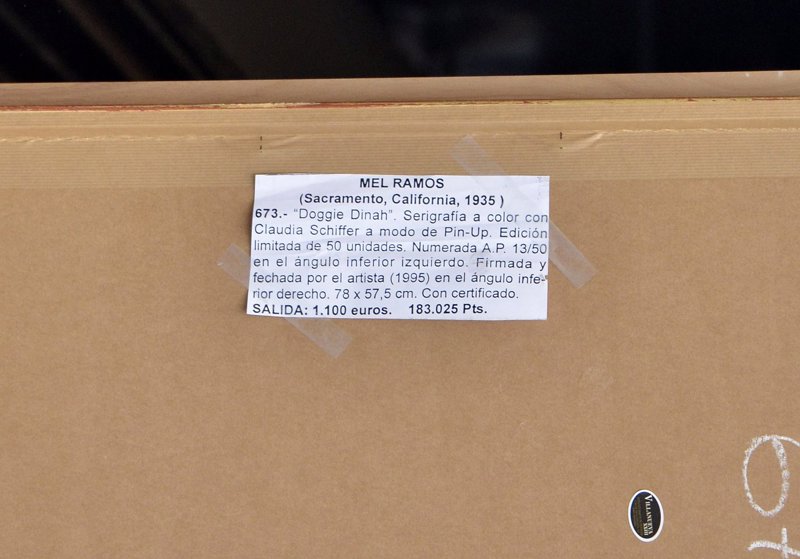 MEL RAMOS
(Sacramento, California, 1935 )
673.- "Doggie Dinah". Serigrafía a color con
Claudia Schiffer a modo de Pin-Up. Edición
limitada de 50 unidades. Numerada A.P. 13/50
en el ángulo inferior izquierdo. Firmada y
fechada por el artista (1995) en el ángulo infe-
rior derecho. 78 x 57,5 cm. Con certificado.
SALIDA: 1.100 euros. 183.025 Pts.
VILLANUEVA